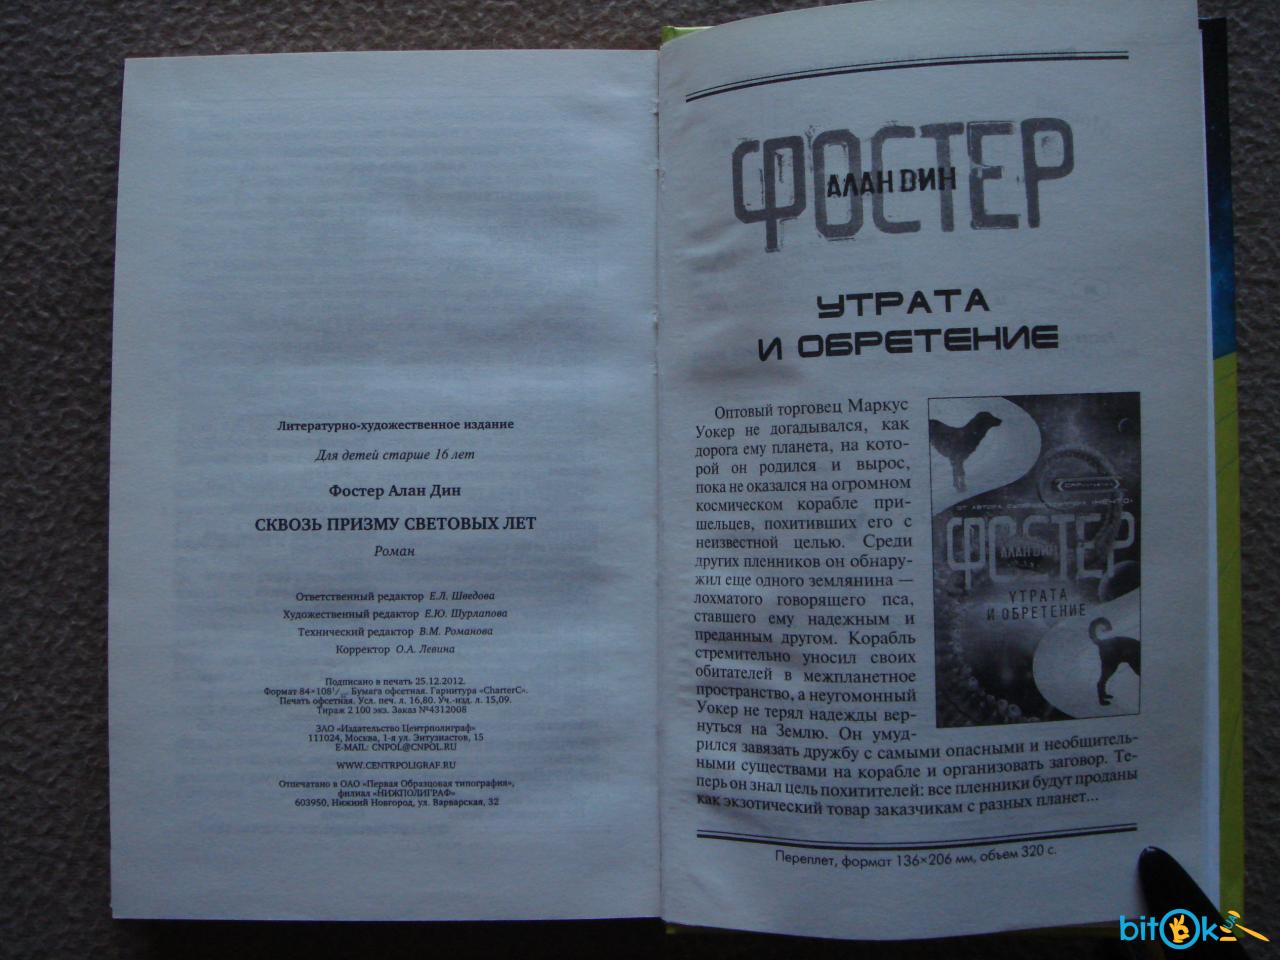 Литературно-художественное издание
Для детей старше 16 лет
Фостер Алан Дин
СКВОЗЬ ПРИЗМУ СВЕТОВЫХ ЛЕТ
Роман
Ответственный редактор Е.Л. Шведова
Художественный редактор Е.Ю. Шурлапова
Технический редактор В.М. Романова
Корректор О.А. Левина
Подписано в печать 25.12.2012.
Формат 84×108¹/₃₂. Бумага офсетная. Гарнитура «CharterC».
Печать офсетная. Усл. печ. л. 16,80. Уч.-изд. л. 15,09.
Тираж 2 100 экз. Заказ №4312008
ЗАО «Издательство Центрполиграф»
111024, Москва, 1-я ул. Энтузиастов, 15
E-MAIL: CNPOL@CNPOL.RU
WWW.CENTRPOLIGRAF.RU
Отпечатано в ОАО «Первая Образцовая типография»,
филиал «НИЖПОЛИГРАФ»
603950, Нижний Новгород, ул. Варварская, 32
ФОСТЕР
АЛАН ДИН
УТРАТА
И ОБРЕТЕНИЕ
Оптовый торговец Маркус
Уокер не догадывался, как
дорога ему планета, на кото-
рой он родился и вырос,
пока не оказался на огромном
космическом корабле при-
шельцев, похитивших его с
неизвестной целью. Среди
других пленников он обнару-
жил еще одного землянина —
лохматого говорящего пса,
ставшего ему надежным и
преданным другом. Корабль
стремительно уносил своих
обитателей в межпланетное
пространство, а неугомонный
Уокер не терял надежды вер-
нуться на Землю. Он умуд-
рился завязать дружбу с самыми опасными и необщитель-
ными существами на корабле и организовать заговор. Те-
перь он знал цель похитителей: все пленники будут проданы
как экзотический товар заказчикам с разных планет...
ФОСТЕР
АЛАН ДИН
УТРАТА
И ОБРЕТЕНИЕ
Переплет, формат 136×206 мм, объем 320 с.
bitOk
UA